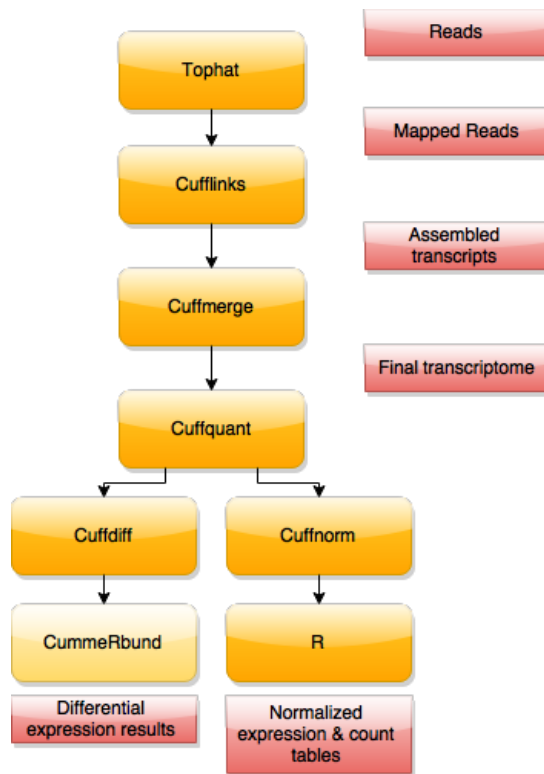 Reads
Tophat
Mapped Reads
Cufflinks
Assembled
transcripts
Cuffmerge
Final transcriptome
Cuffquant
Cuffdiff
Cuffnorm
CummeRbund
R
Differential
expression results
Normalized
expression & count
tables